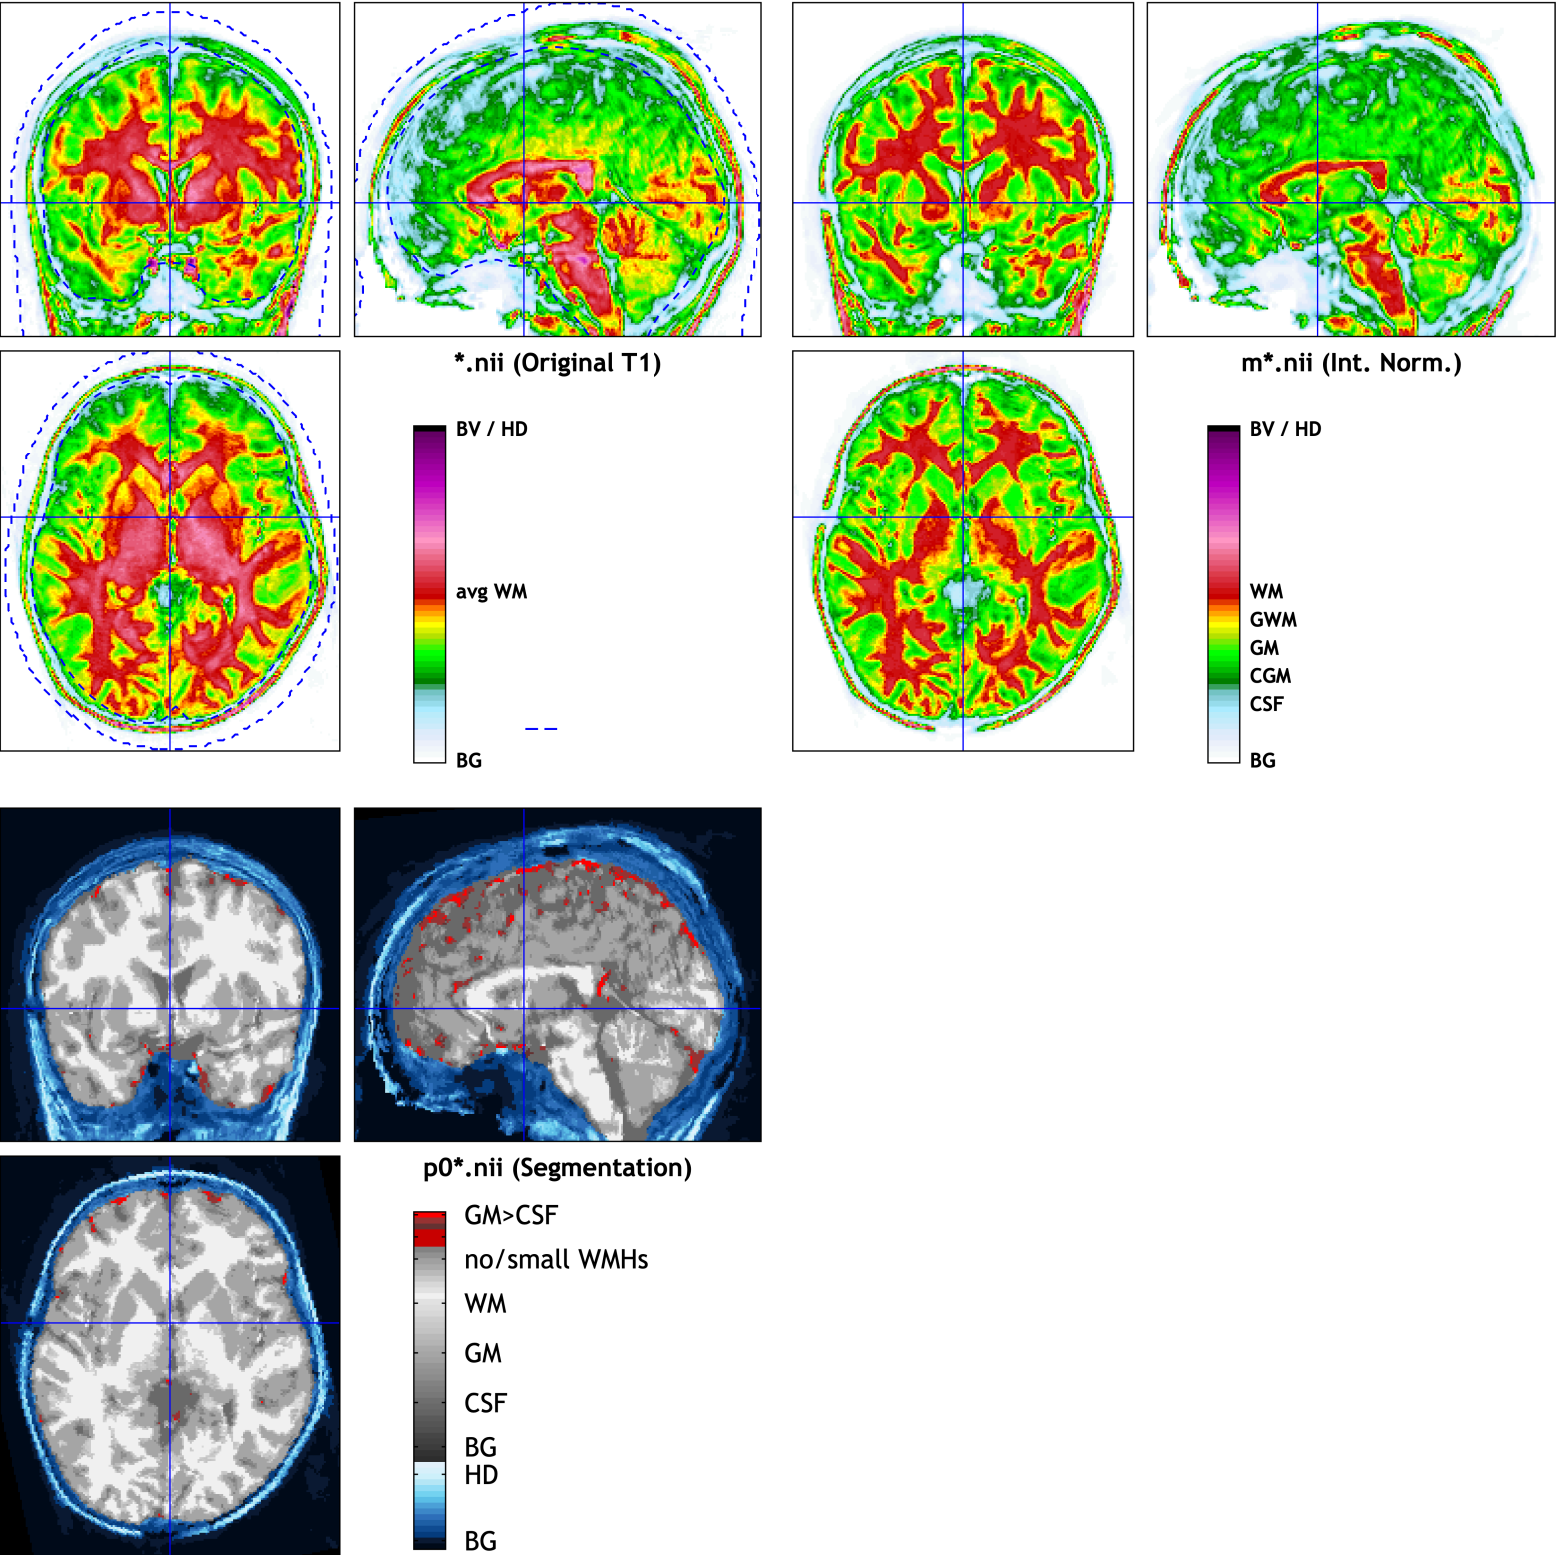 *.nii (Original T1)
BV / HD
avg WM
BG
m*.nii (Int. Norm.)
BV / HD
WM
GWM
GM
CGM
CSF
BG
p0*.nii (Segmentation)
GM>CSF
no/small WMHs
WM
GM
CSF
BG
HD
BG